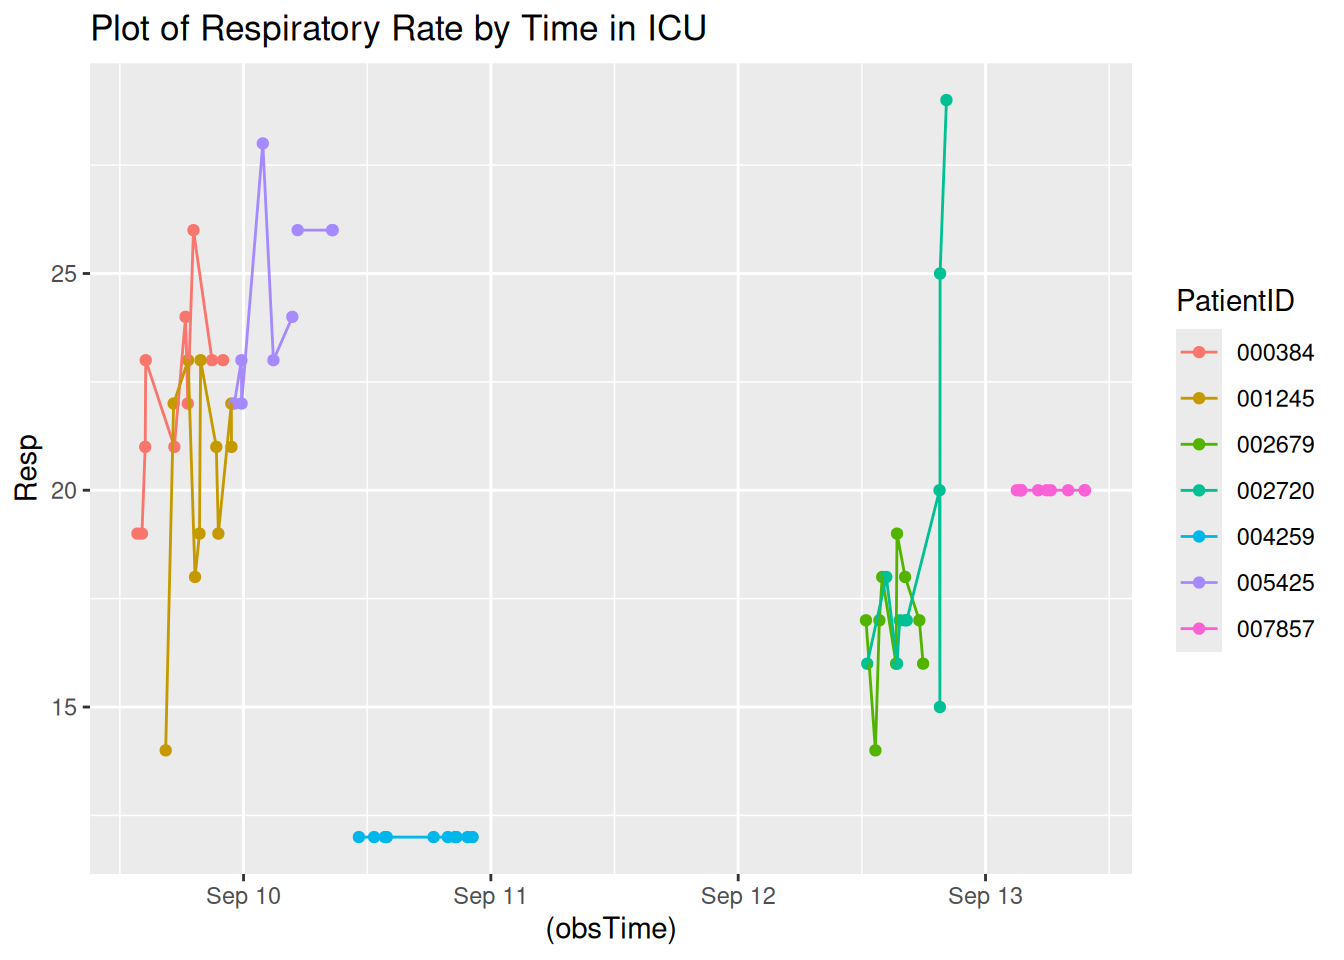 Plot of Respiratory Rate by Time in ICU
Resp
25
20
15
Sep 10
Sep 11
Sep 12
Sep 13
(obsTime)
PatientID
000384
001245
002679
002720
004259
005425
007857